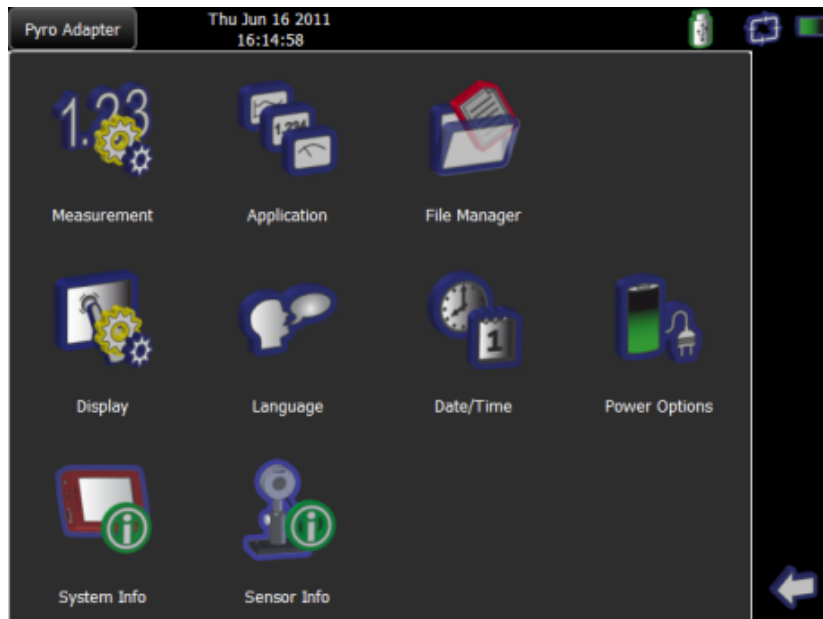 Pyro Adapter
Thu Jun 16 2011
16:14:58
1.23
1.234
Measurement
Application
File Manager
1
Display
Language
Date/Time
Power Options
i
i
System Info
Sensor Info